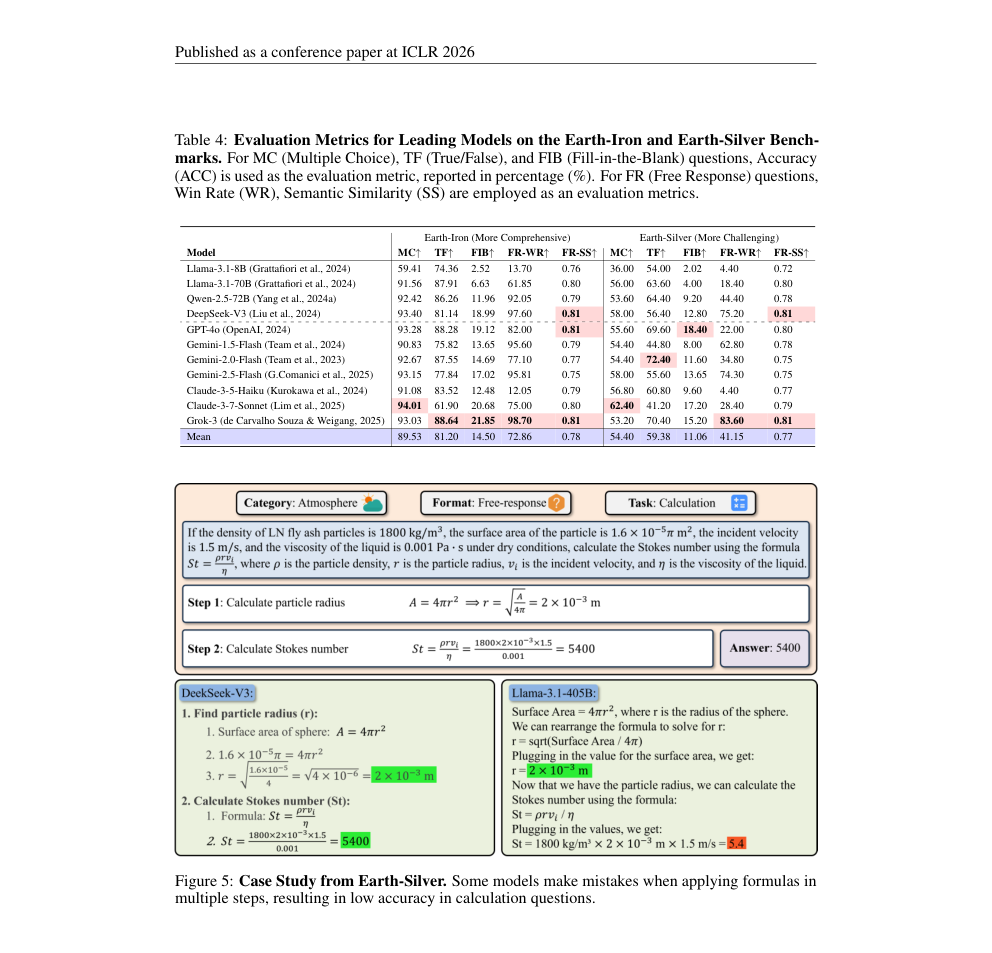 Published as a conference paper at ICLR 2026
Table 4: Evaluation Metrics for Leading Models on the Earth-Iron and Earth-Silver Bench-
marks. For MC (Multiple Choice), TF (True/False), and FIB (Fill-in-the-Blank) questions, Accuracy
(ACC) is used as the evaluation metric, reported in percentage (%). For FR (Free Response) questions,
Win Rate (WR), Semantic Similarity (SS) are employed as an evaluation metrics.
Earth-Iron (More Comprehensive) Earth-Silver (More Challenging)
Model MC↑ TF↑ FIB↑ FR-WR↑ FR-SS↑ MC↑ TF↑ FIB↑ FR-WR↑ FR-SS↑
Llama-3.1-8B (Grattafiori et al., 2024) 59.41 74.36 2.52 13.70 0.76 36.00 54.00 2.02 4.40 0.72
Llama-3.1-70B (Grattafiori et al., 2024) 91.56 87.91 6.63 61.85 0.80 56.00 63.60 4.00 18.40 0.80
Qwen-2.5-72B (Yang et al., 2024a) 92.42 86.26 11.96 92.05 0.79 53.60 64.40 9.20 44.40 0.78
DeepSeek-V3 (Liu et al., 2024) 93.40 81.14 18.99 97.60 0.81 58.00 56.40 12.80 75.20 0.81
GPT-4o (OpenAI, 2024) 93.28 88.28 19.12 82.00 0.81 55.60 69.60 18.40 22.00 0.80
Gemini-1.5-Flash (Team et al., 2024) 90.83 75.82 13.65 95.60 0.79 54.40 44.80 8.00 62.80 0.78
Gemini-2.0-Flash (Team et al., 2023) 92.67 87.55 14.69 77.10 0.77 54.40 72.40 11.60 34.80 0.75
Gemini-2.5-Flash (G.Comanici et al., 2025) 93.15 77.84 17.02 95.81 0.75 58.00 55.60 13.65 74.30 0.75
Claude-3-5-Haiku (Kurokawa et al., 2024) 91.08 83.52 12.48 12.05 0.79 56.80 60.80 9.60 4.40 0.77
Claude-3-7-Sonnet (Lim et al., 2025) 94.01 61.90 20.68 75.00 0.80 62.40 41.20 17.20 28.40 0.79
Grok-3 (de Carvalho Souza & Weigang, 2025) 93.03 88.64 21.85 98.70 0.81 53.20 70.40 15.20 83.60 0.81
Mean 89.53 81.20 14.50 72.86 0.78 54.40 59.38 11.06 41.15 0.77
Category: Atmosphere Format: Free-response ? Task: Calculation
If the density of LN fly ash particles is 1800 kg/m³, the surface area of the particle is 1.6 × 10⁻⁵π m², the incident velocity
is 1.5 m/s, and the viscosity of the liquid is 0.001 Pa · s under dry conditions, calculate the Stokes number using the formula
St = ρrvᵢ/η, where ρ is the particle density, r is the particle radius, vᵢ is the incident velocity, and η is the viscosity of the liquid.
Step 1: Calculate particle radius A = 4πr² ⟹ r = √(A/4π) = 2 × 10⁻³ m
Step 2: Calculate Stokes number St = ρrvᵢ/η = 1800×2×10⁻³×1.5/0.001 = 5400 Answer: 5400
DeekSeek-V3:
1. Find particle radius (r):
1. Surface area of sphere: A = 4πr²
2. 1.6 × 10⁻⁵π = 4πr²
3. r = √(1.6×10⁻⁵/4) = √(4 × 10⁻⁶) = 2 × 10⁻³ m
2. Calculate Stokes number (St):
1. Formula: St = ρrvᵢ/η
2. St = 1800×2×10⁻³×1.5/0.001 = 5400
Llama-3.1-405B:
Surface Area = 4πr², where r is the radius of the sphere.
We can rearrange the formula to solve for r:
r = sqrt(Surface Area / 4π)
Plugging in the value for the surface area, we get:
r = 2 × 10⁻³ m
Now that we have the particle radius, we can calculate the
Stokes number using the formula:
St = ρrvᵢ / η
Plugging in the values, we get:
St = 1800 kg/m³ × 2 × 10⁻³ m × 1.5 m/s = 5.4
Figure 5: Case Study from Earth-Silver. Some models make mistakes when applying formulas in
multiple steps, resulting in low accuracy in calculation questions.